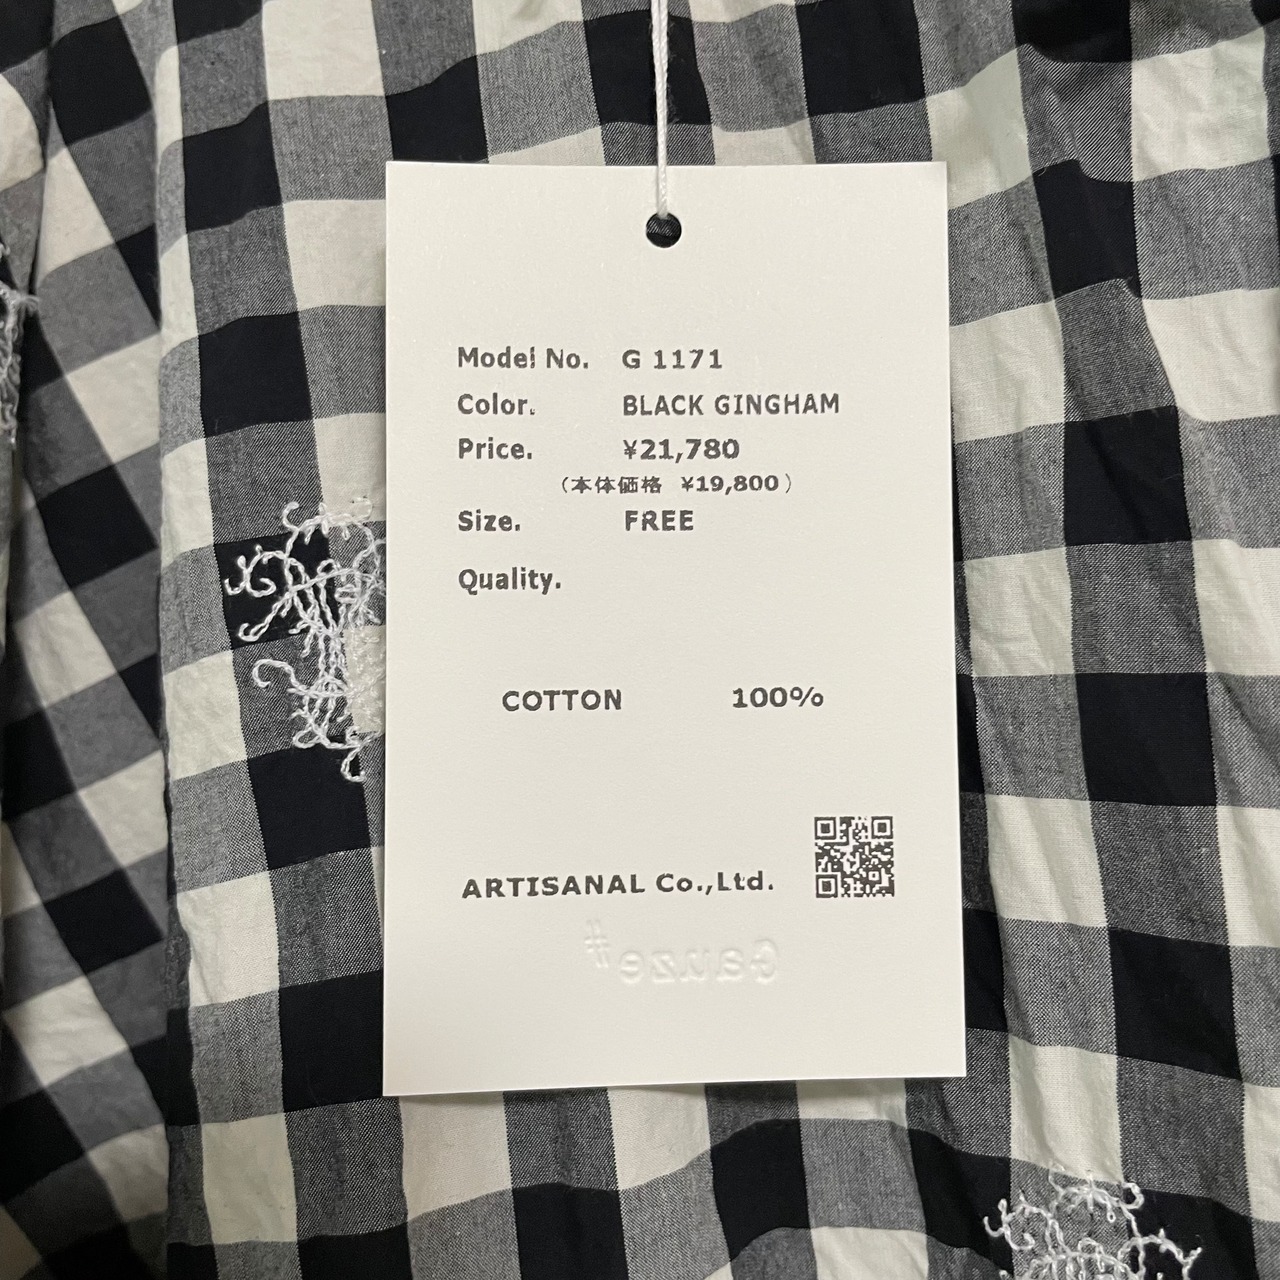 Model No. G 1171
Color. BLACK GINGHAM
Price. ¥21,780
（本体価格 ¥19,800）
Size. FREE
Quality.
COTTON 100%
ARTISANAL Co.,Ltd.
Gauze#